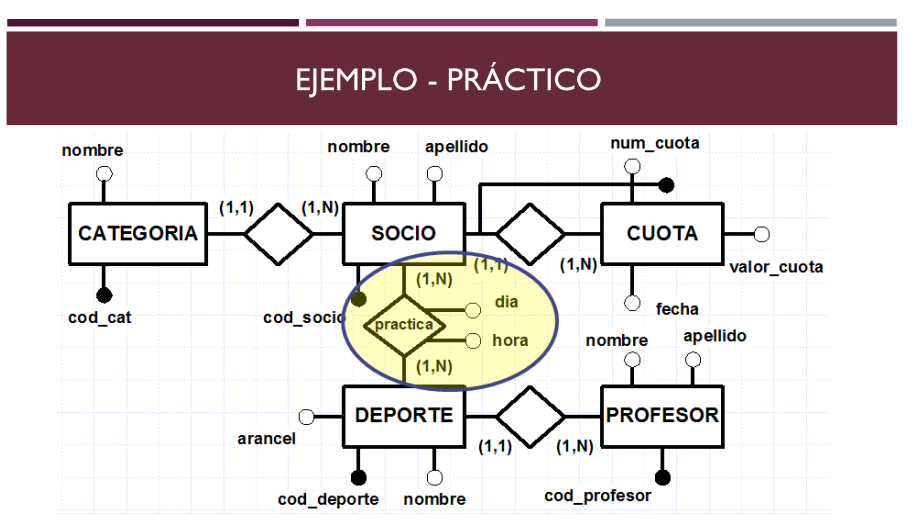 EJEMPLO - PRÁCTICO
nombre
nombre
apellido
num_cuota
(1,1)
(1,N)
CATEGORIA
SOCIO
CUOTA
(1,1)
(1,N)
valor_cuota
cod_cat
cod_socio
(1,N)
dia
fecha
practica
hora
nombre
apellido
(1,N)
DEPORTE
PROFESOR
arancel
(1,1)
(1,N)
cod_deporte
nombre
cod_profesor